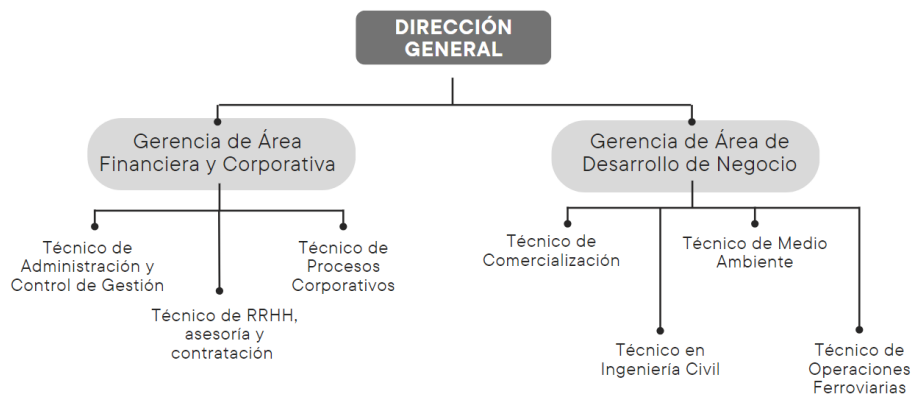 DIRECCIÓN
GENERAL
Gerencia de Área
Financiera y Corporativa
Gerencia de Área de
Desarrollo de Negocio
Técnico de
Administración y
Control de Gestión
Técnico de RRHH,
asesoría y
contratación
Técnico de
Procesos
Corporativos
Técnico de
Comercialización
Técnico en
Ingeniería Civil
Técnico de Medio
Ambiente
Técnico de
Operaciones
Ferroviarias